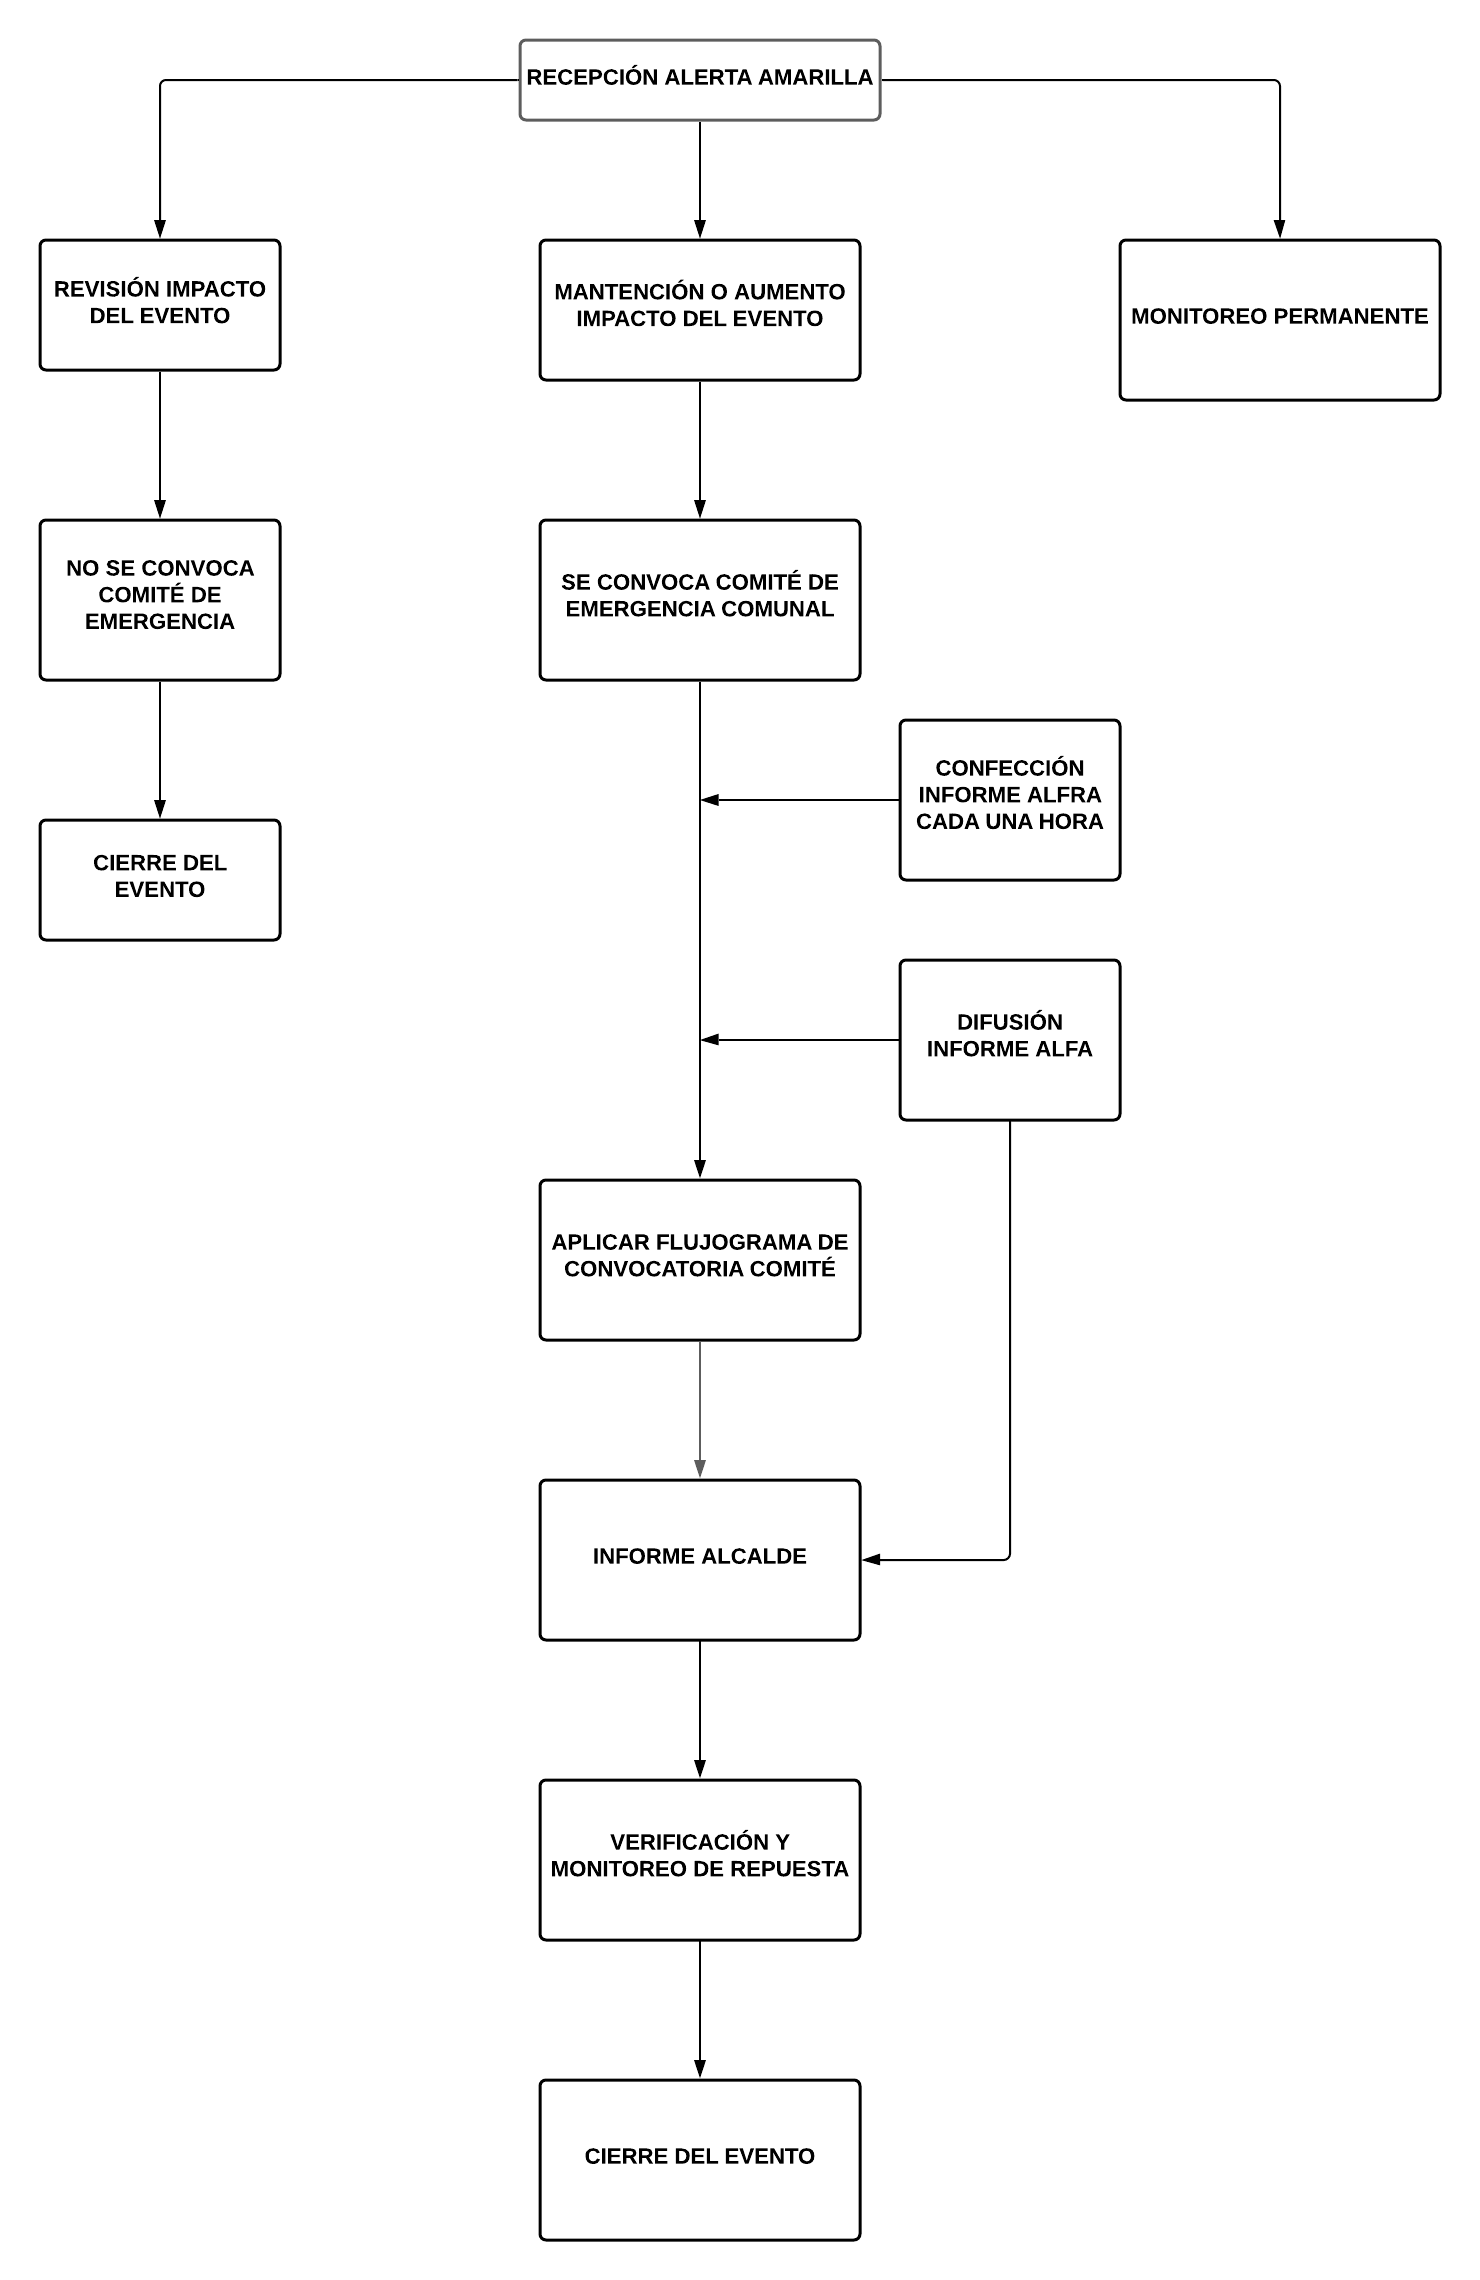 RECEPCIÓN ALERTA AMARILLA
REVISIÓN IMPACTO
DEL EVENTO
MANTENCIÓN O AUMENTO
IMPACTO DEL EVENTO
MONITOREO PERMANENTE
NO SE CONVOCA
COMITÉ DE
EMERGENCIA
SE CONVOCA COMITÉ DE
EMERGENCIA COMUNAL
CONFECCIÓN
INFORME ALFRA
CADA UNA HORA
CIERRE DEL
EVENTO
DIFUSIÓN
INFORME ALFA
APLICAR FLUJOGRAMA DE
CONVOCATORIA COMITÉ
INFORME ALCALDE
VERIFICACIÓN Y
MONITOREO DE REPUESTA
CIERRE DEL EVENTO